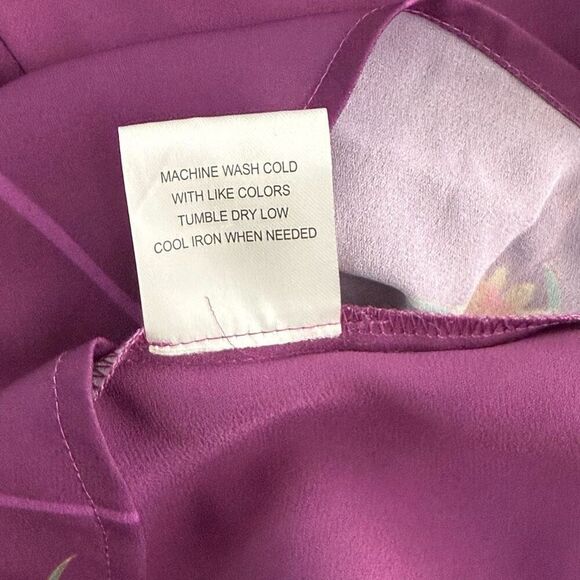 MACHINE WASH COLD
WITH LIKE COLORS
TUMBLE DRY LOW
COOL IRON WHEN NEEDED